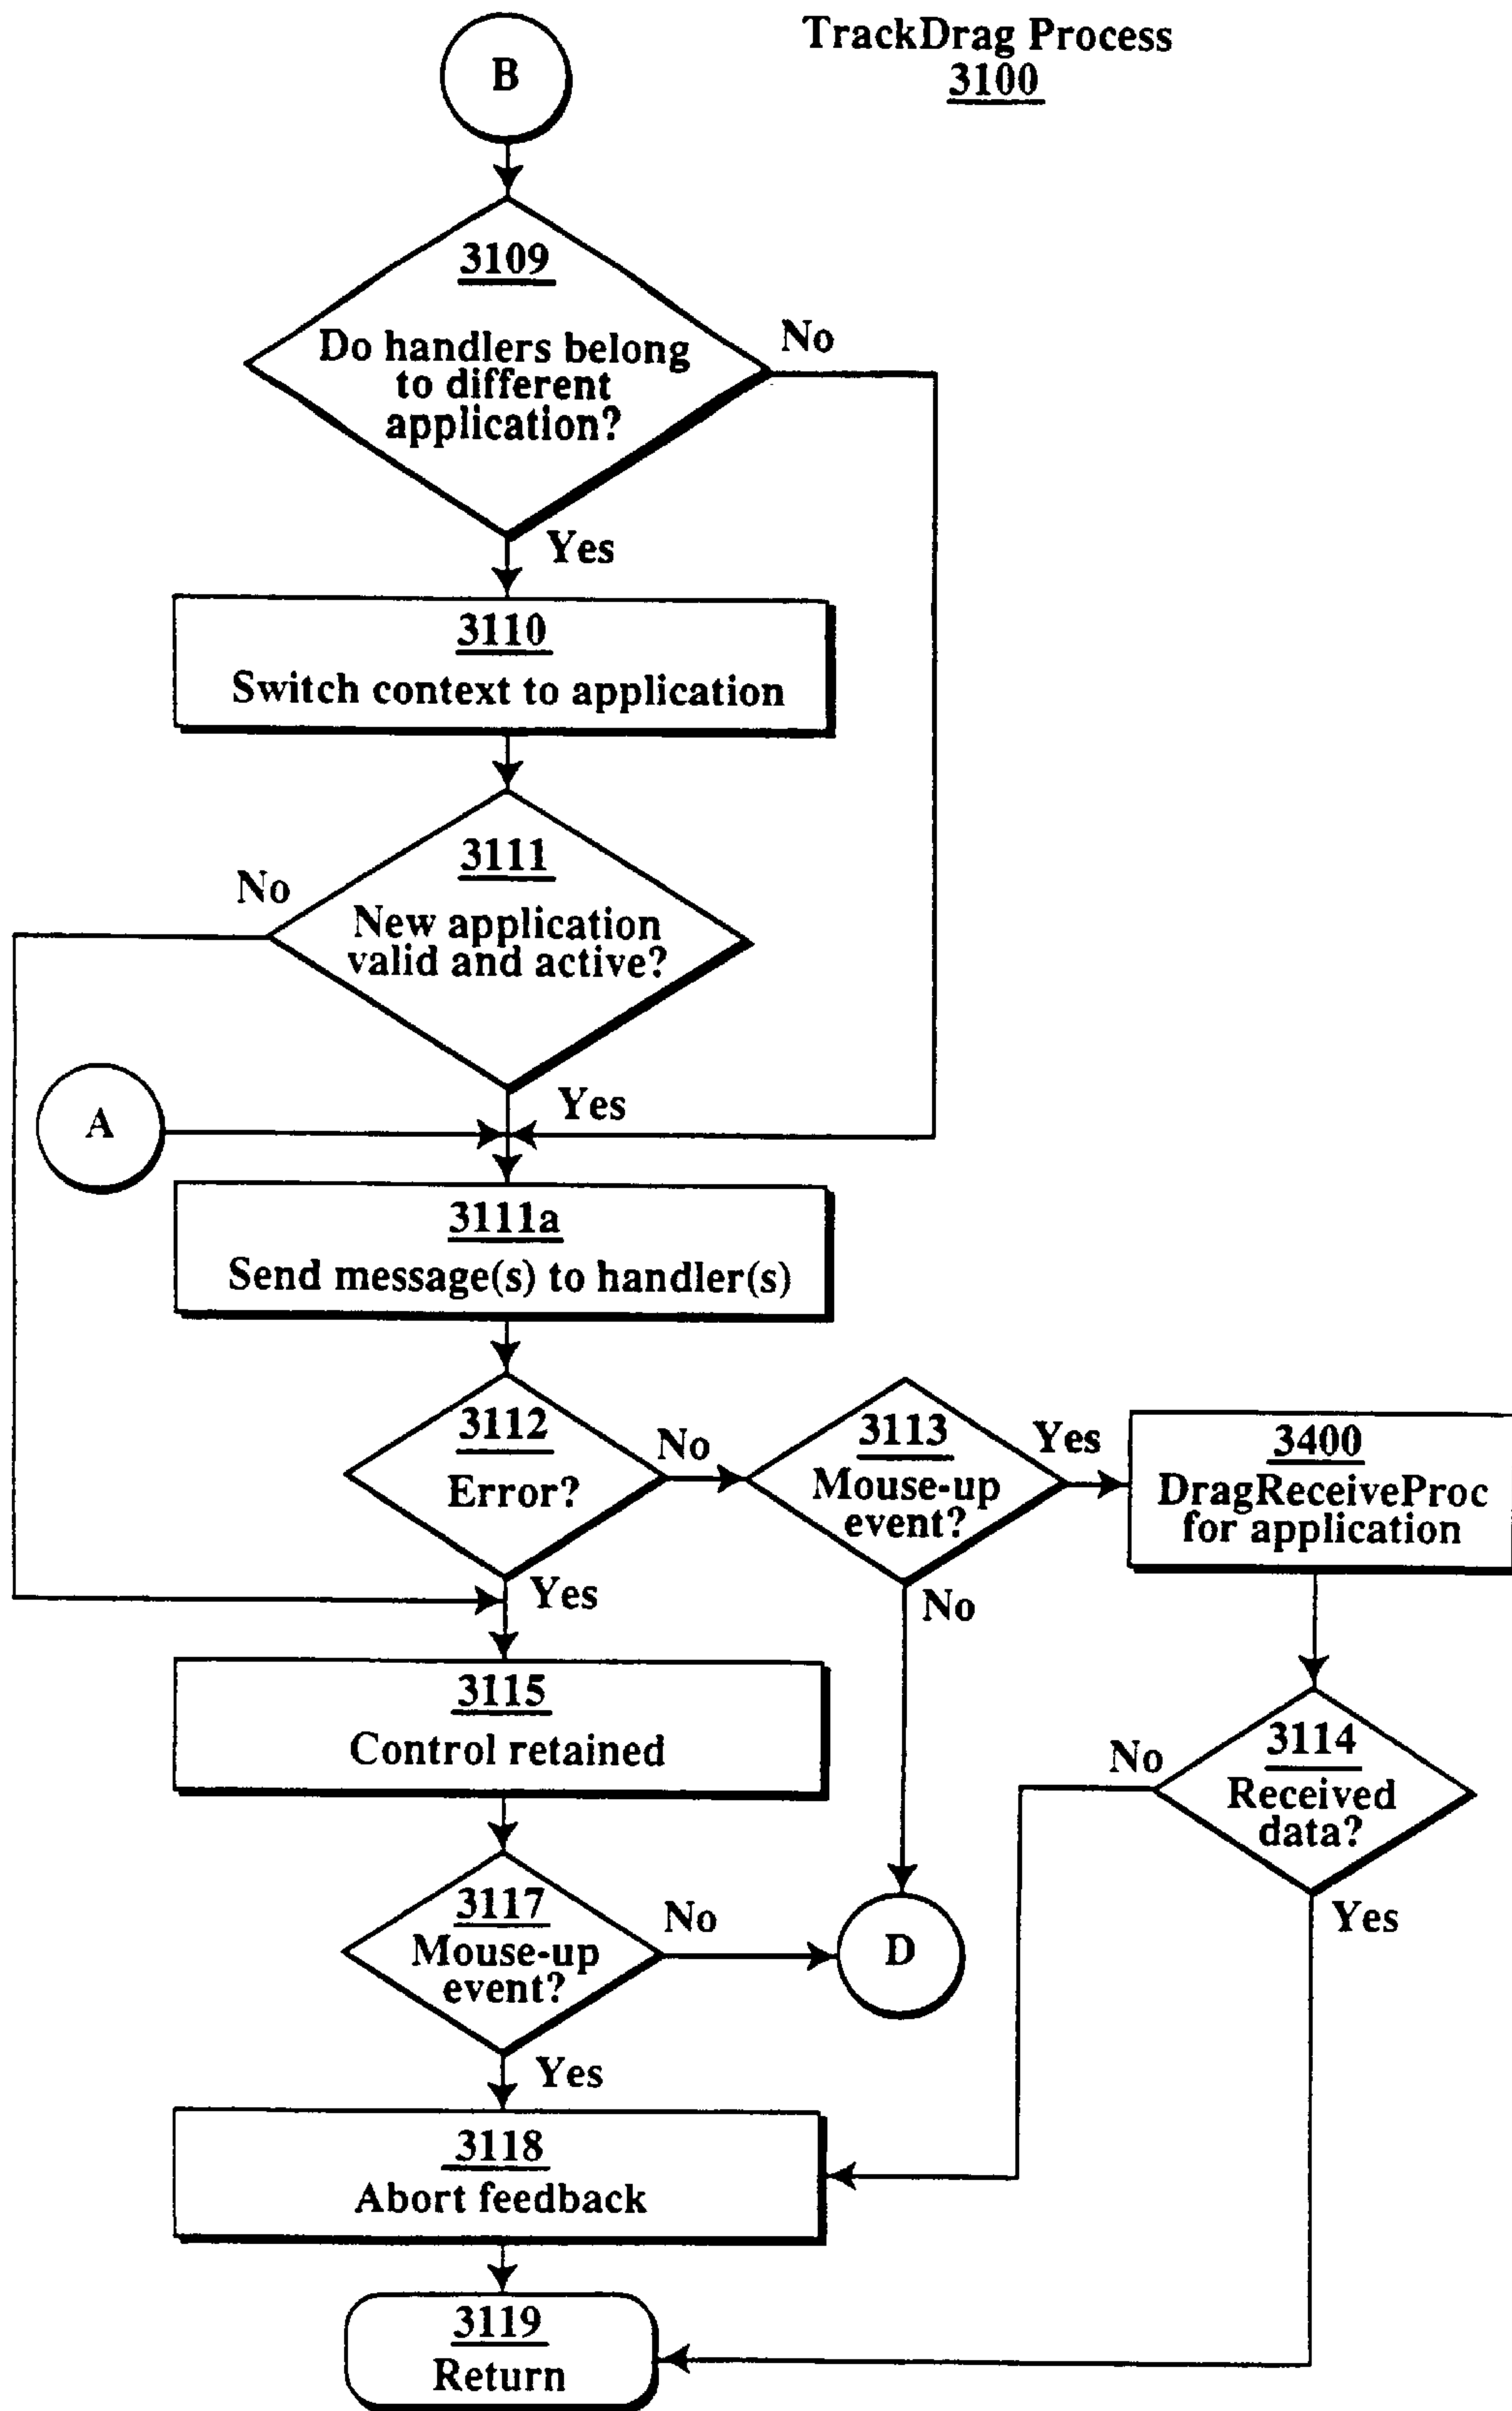 TrackDrag Process
3100
B
3109
Do handlers belong
to different
application?
No
Yes
3110
Switch context to application
3111
New application
valid and active?
No
Yes
A
3111a
Send message(s) to handler(s)
3112
Error?
No
Yes
3113
Mouse-up
event?
Yes
No
3400
DragReceiveProc
for application
3115
Control retained
3114
Received
data?
No
Yes
3117
Mouse-up
event?
No
Yes
D
3118
Abort feedback
3119
Return